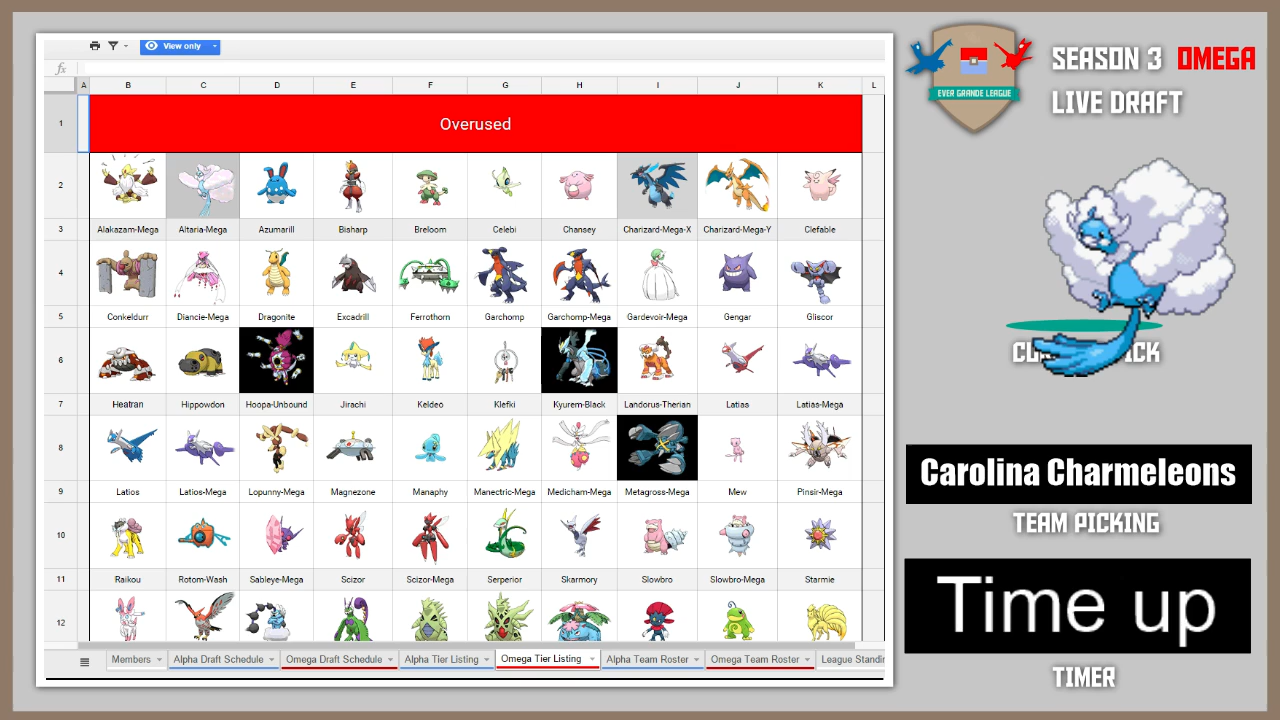 View only
fx
A B C D E F G H I J K L
1 Overused
2
3 Alakazam-Mega Altaria-Mega Azumarill Bisharp Breloom Celebi Chansey Charizard-Mega-X Charizard-Mega-Y Clefable
4
5 Conkeldurr Diancie-Mega Dragonite Excadrill Ferrothorn Garchomp Garchomp-Mega Gardevoir-Mega Gengar Gliscor
6
7 Heatran Hippowdon Hoopa-Unbound Jirachi Keldeo Klefki Kyurem-Black Landorus-Therian Latias Latias-Mega
8
9 Latios Latios-Mega Lopunny-Mega Magnezone Manaphy Manectric-Mega Medicham-Mega Metagross-Mega Mew Pinsir-Mega
10
11 Raikou Rotom-Wash Sableye-Mega Scizor Scizor-Mega Serperior Skarmory Slowbro Slowbro-Mega Starmie
12
Members Alpha Draft Schedule Omega Draft Schedule Alpha Tier Listing Omega Tier Listing Alpha Team Roster Omega Team Roster League Standi
EVER GRANDE LEAGUE
SEASON 3 OMEGA
LIVE DRAFT
Carolina Charmeleons
TEAM PICKING
Time up
TIMER